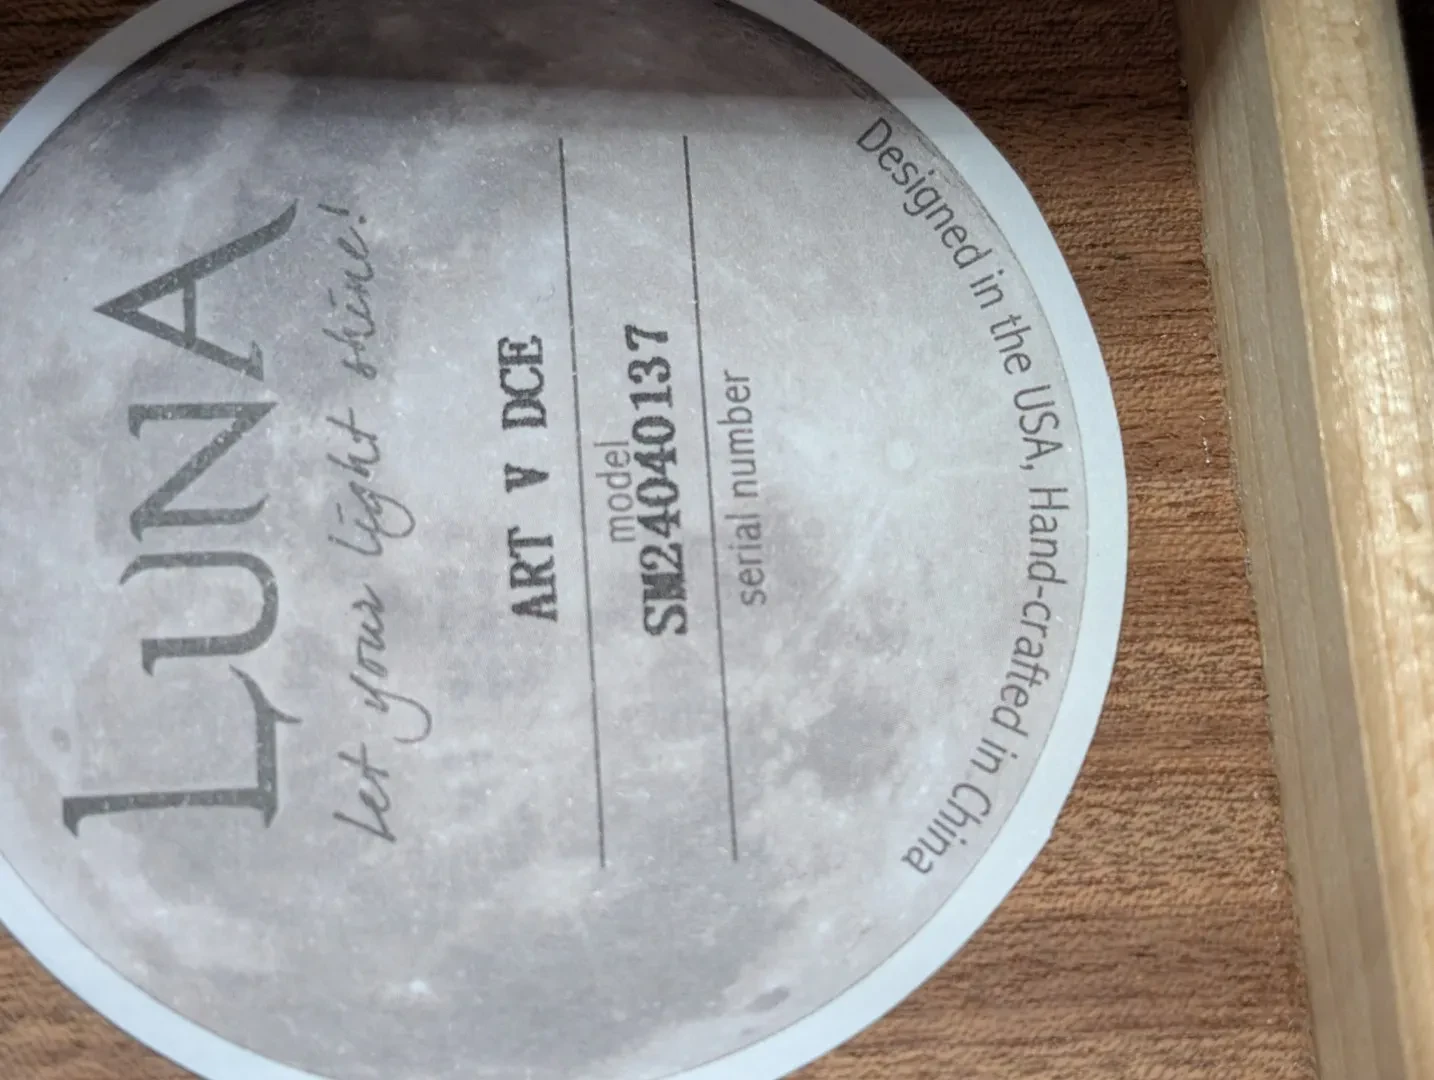 LUNA
Let your light shine!
ART V DCE
model
SM24040137
serial number
Designed in the USA, Hand-crafted in China